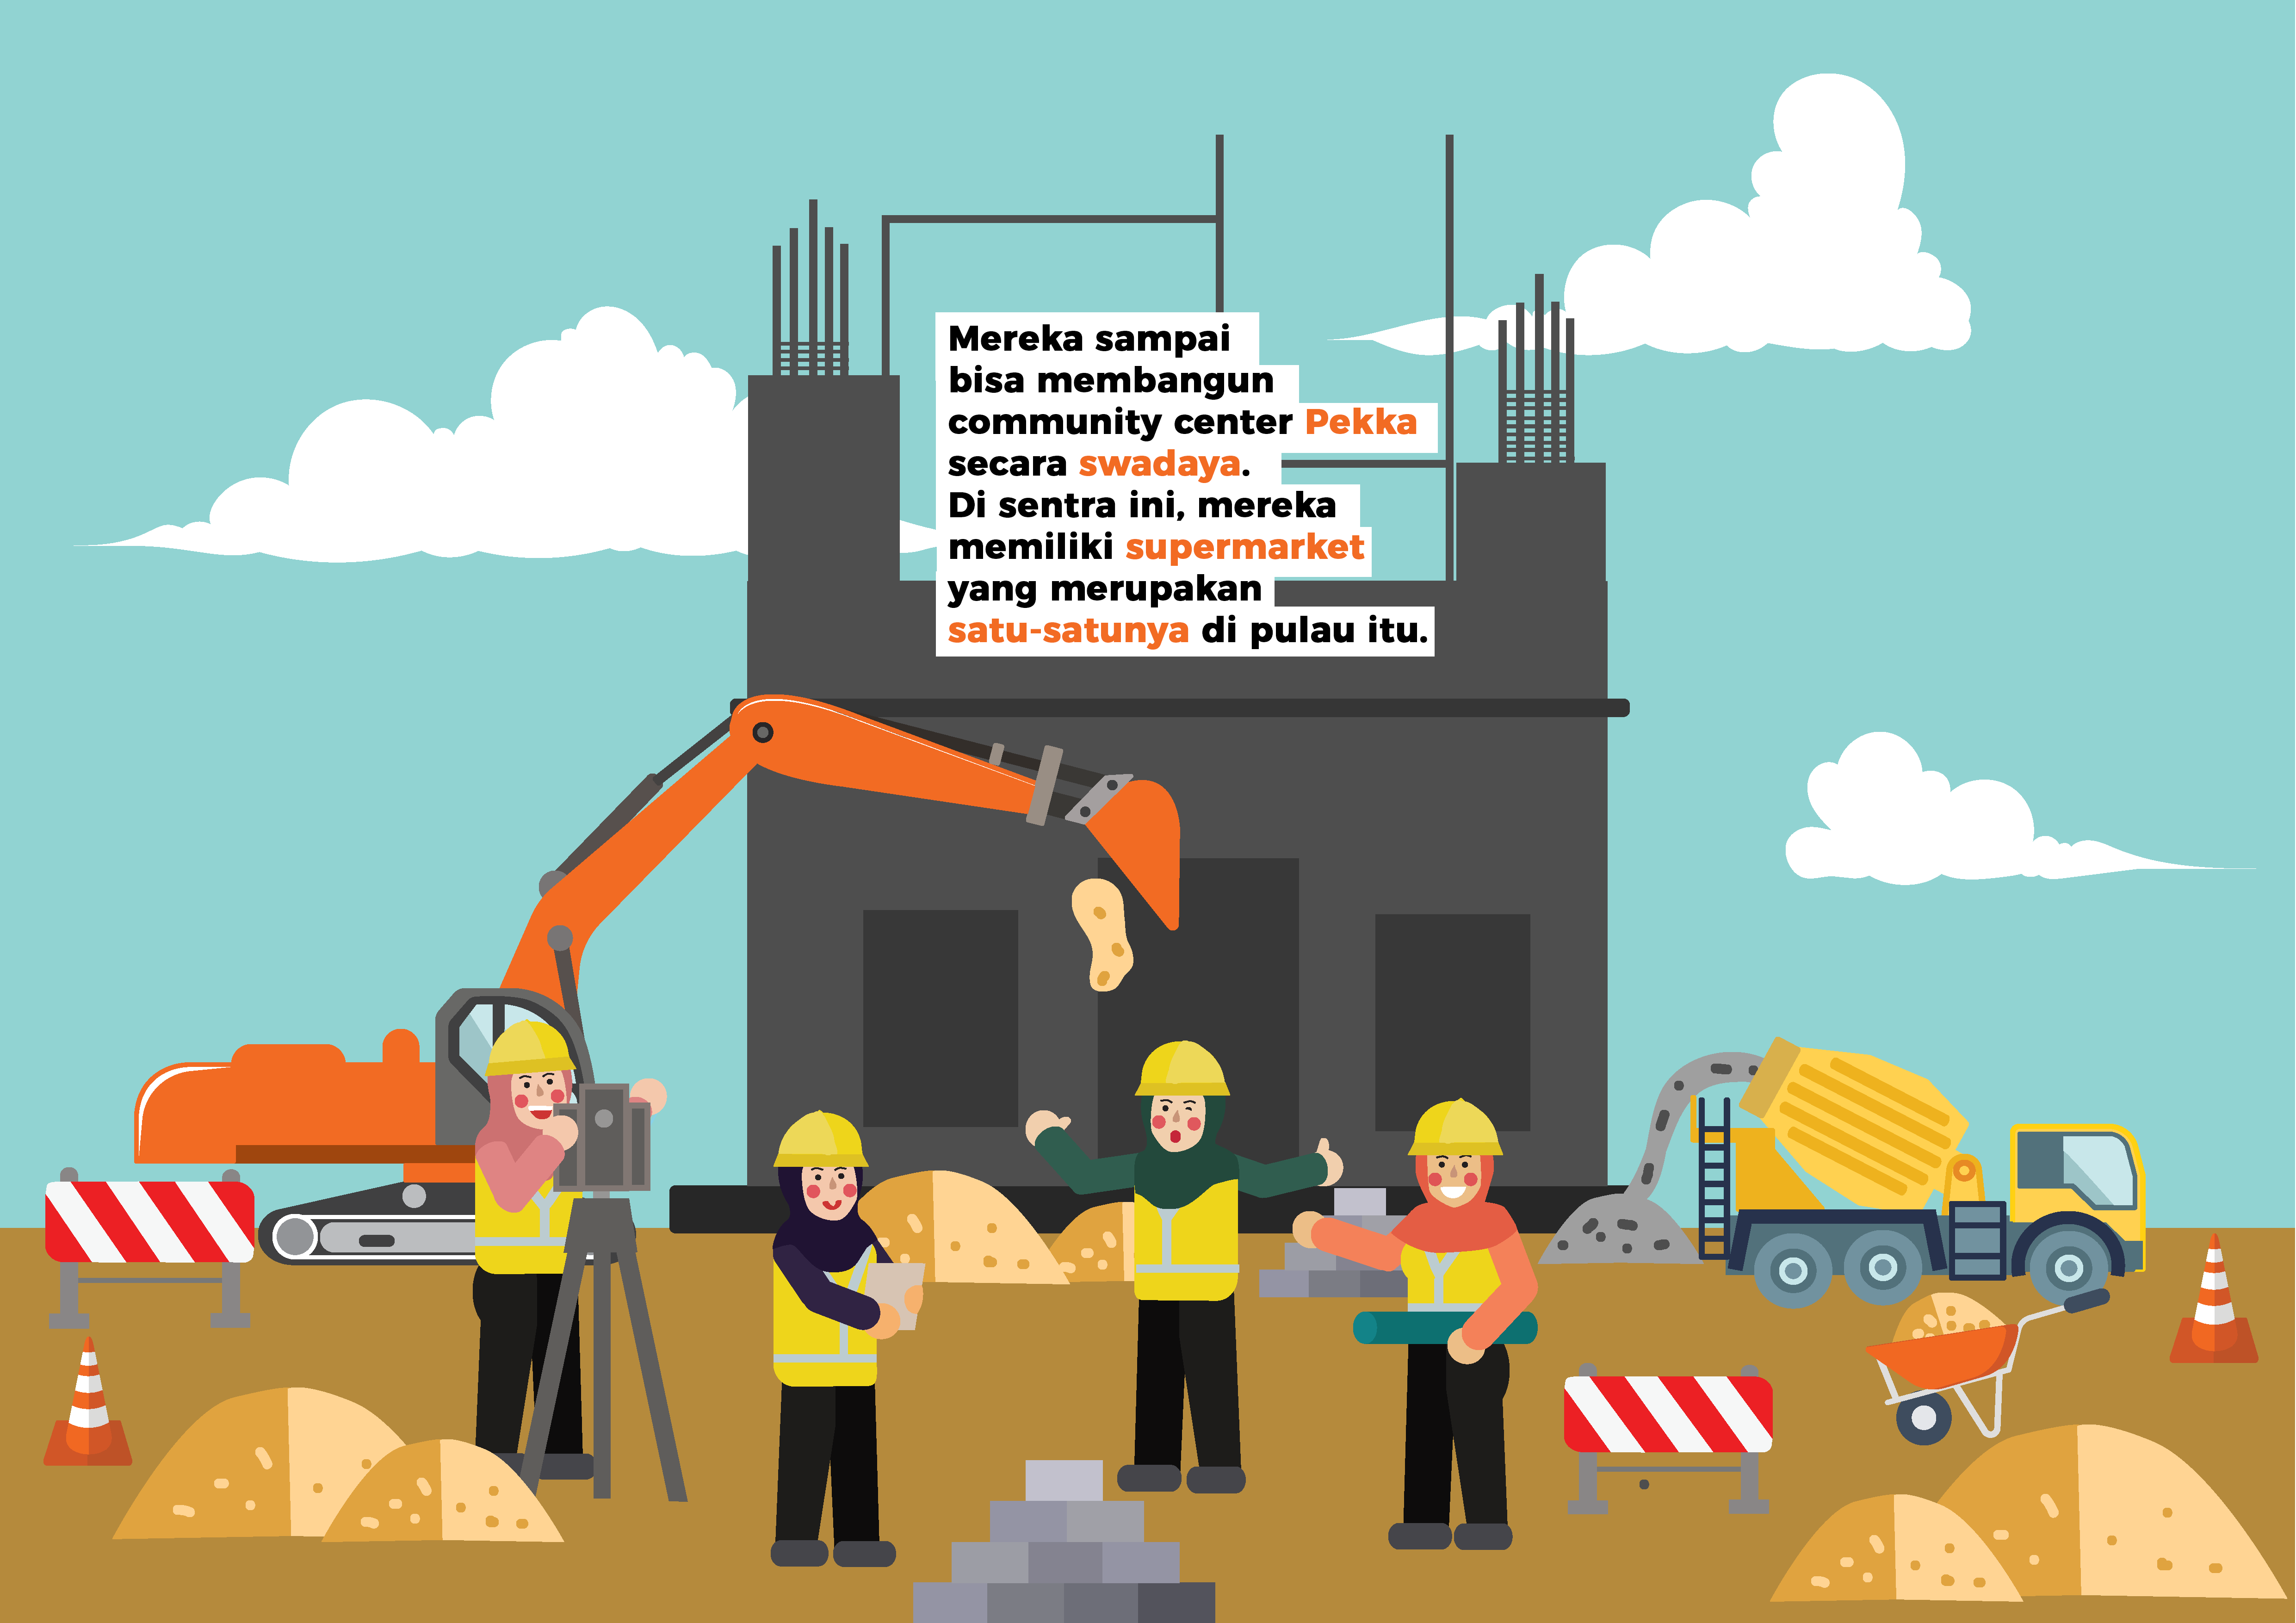 Mereka sampai
bisa membangun
community center Pekka
secara swadaya.
Di sentra ini, mereka
memiliki supermarket
yang merupakan
satu-satunya di pulau itu.